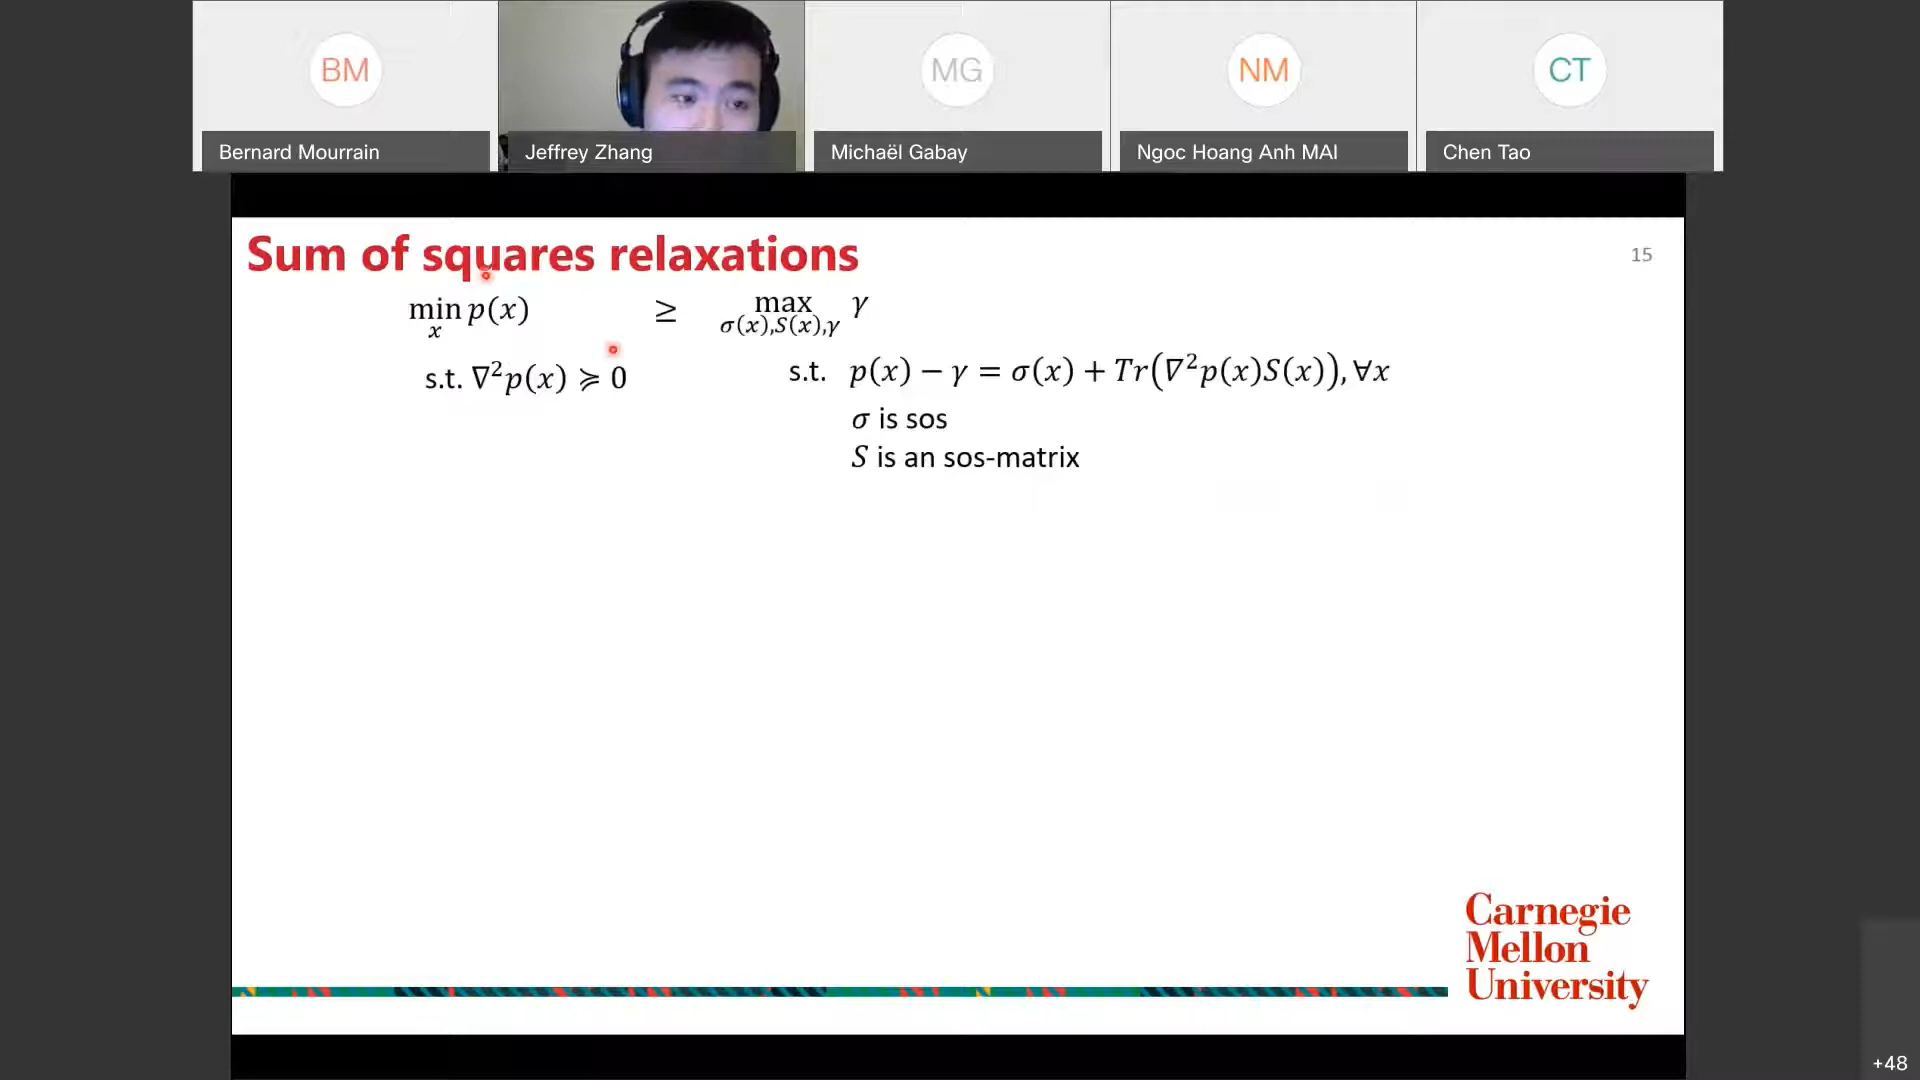 BM
MG
NM
CT
Bernard Mourrain
Jeffrey Zhang
Michaël Gabay
Ngoc Hoang Anh MAI
Chen Tao
Sum of squares relaxations
15
min p(x) ≥ max γ
x σ(x),S(x),γ
s.t. ∇²p(x) ≽ 0 s.t. p(x) − γ = σ(x) + Tr(∇²p(x)S(x)), ∀x
σ is sos
S is an sos-matrix
Carnegie
Mellon
University
+48